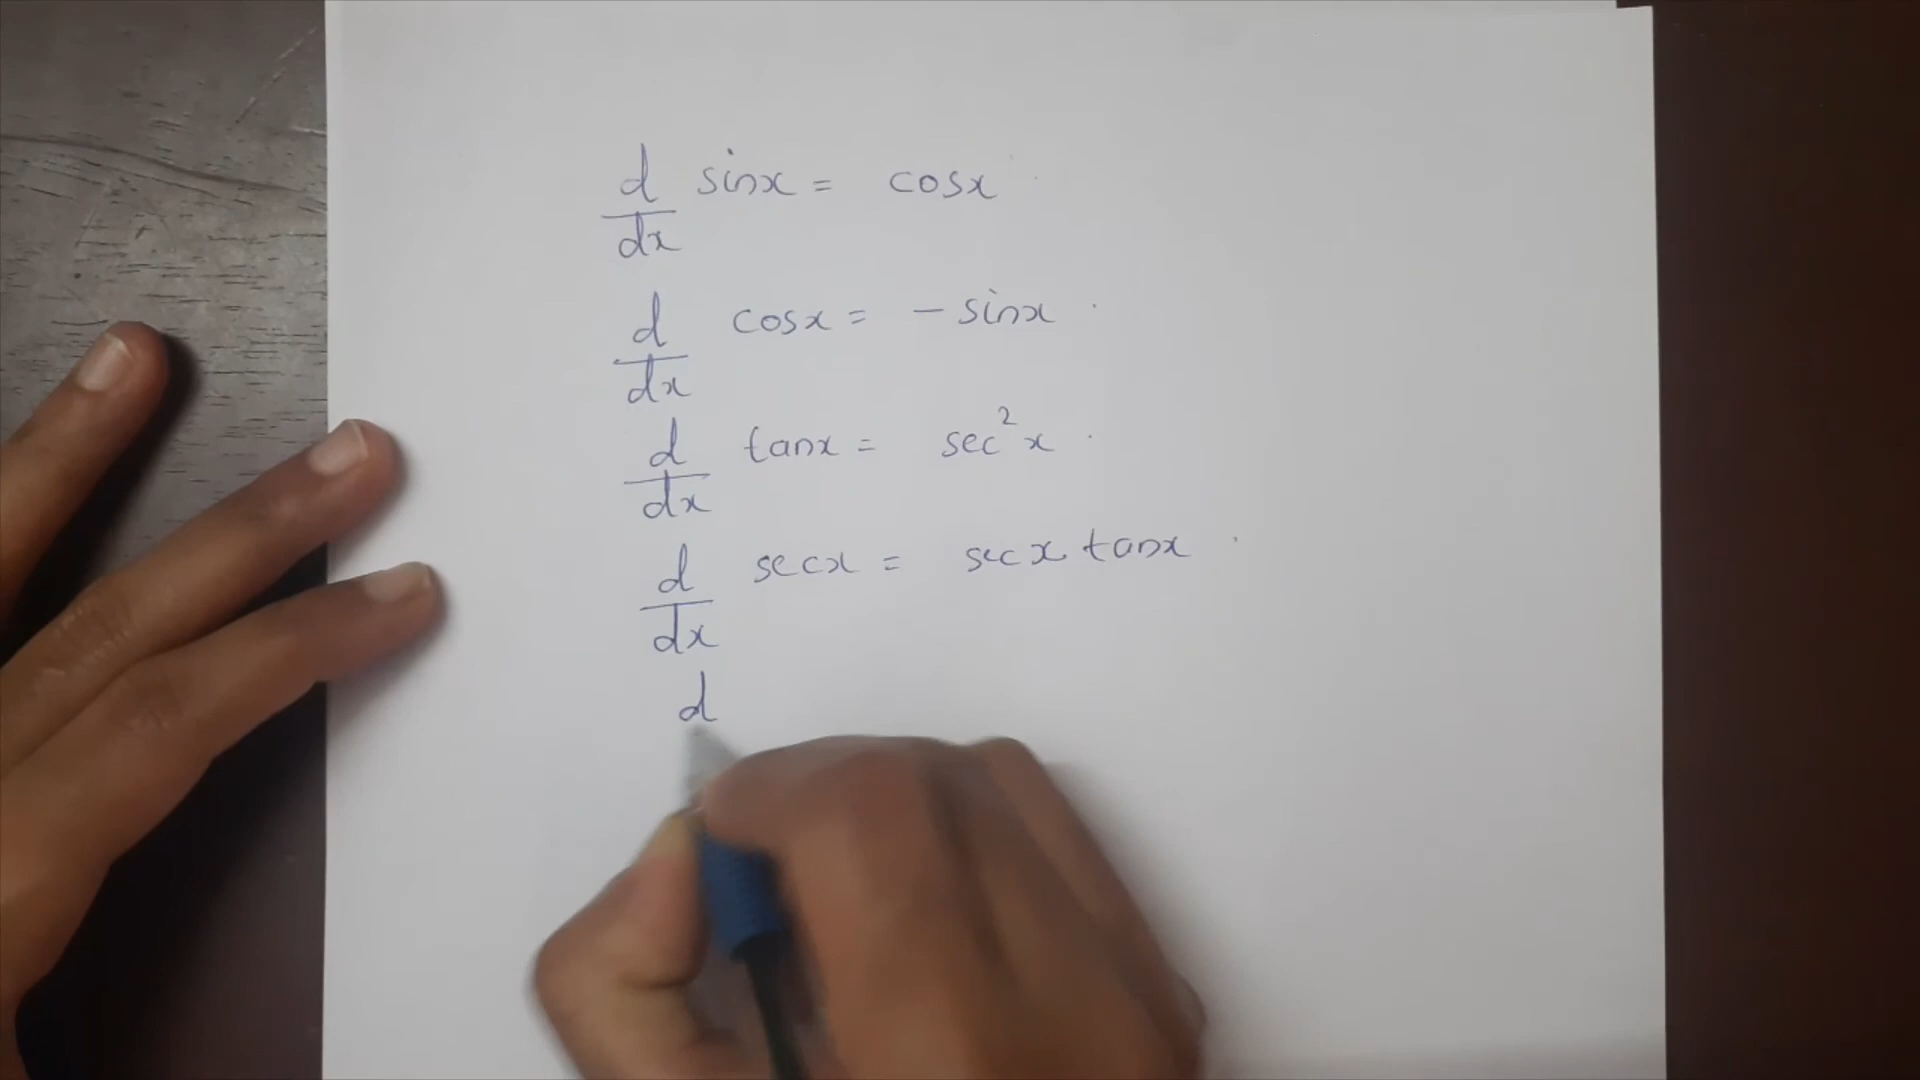 d/dx sinx = cosx
d/dx cosx = - sinx
d/dx tanx = sec²x
d/dx secx = secx tanx
d